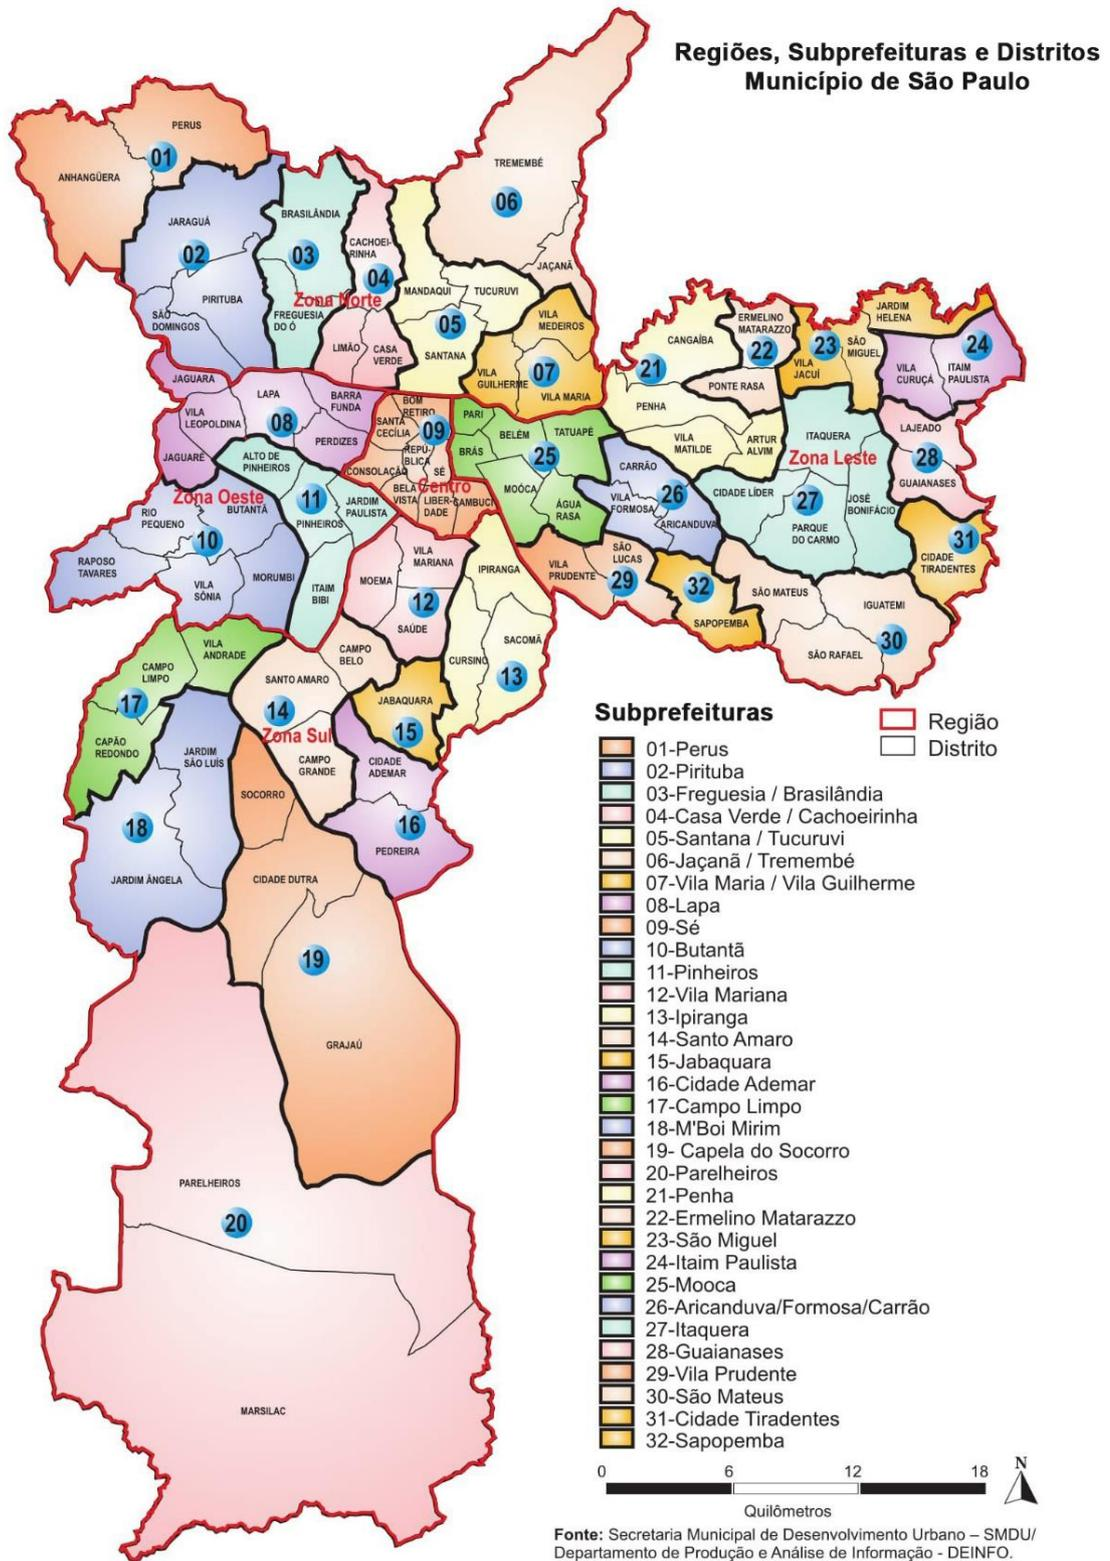 Regiões, Subprefeituras e Distritos
Município de São Paulo
PERUS
01
ANHANGÜERA
TREMEMBÉ
06
JARAGUÁ
02
BRASILÂNDIA
03
CACHOEI-
RINHA
04
JAÇANÃ
PIRITUBA
SÃO
DOMINGOS
Zona Norte
FREGUESIA
DO Ó
MANDAQUI
TUCURUVI
05
SANTANA
LIMÃO
CASA
VERDE
VILA
MEDEIROS
VILA
GUILHERME
07
VILA MARIA
CANGAÍBA
21
ERMELINO
MATARAZZO
22
PONTE RASA
PENHA
VILA
MATILDE
ARTUR
ALVIM
23
VILA
JACUÍ
SÃO
MIGUEL
JARDIM
HELENA
24
VILA
CURUÇÁ
ITAIM
PAULISTA
JAGUARA
LAPA
BARRA
FUNDA
VILA
LEOPOLDINA
08
PERDIZES
JAGUARÉ
BOM
RETIRO
SANTA
CECÍLIA
09
REPÚ-
BLICA
SÉ
CONSOLAÇÃO
Centro
BELA
VISTA
LIBER-
DADE
CAMBUCI
PARI
BRÁS
BELÉM
TATUAPÉ
25
MOÓCA
ÁGUA
RASA
CARRÃO
26
VILA
FORMOSA
ARICANDUVA
ITAQUERA
Zona Leste
CIDADE LÍDER
27
JOSÉ
BONIFÁCIO
PARQUE
DO CARMO
LAJEADO
28
GUAIANASES
31
CIDADE
TIRADENTES
ALTO DE
PINHEIROS
11
PINHEIROS
JARDIM
PAULISTA
ITAIM
BIBI
Zona Oeste
BUTANTÃ
RIO
PEQUENO
10
RAPOSO
TAVARES
VILA
SÔNIA
MORUMBI
VILA
MARIANA
MOEMA
12
SAÚDE
IPIRANGA
SACOMÃ
CURSINO
13
VILA
PRUDENTE
SÃO
LUCAS
29
32
SAPOPEMBA
SÃO MATEUS
IGUATEMI
30
SÃO RAFAEL
VILA
ANDRADE
CAMPO
LIMPO
17
CAPÃO
REDONDO
CAMPO
BELO
SANTO AMARO
14
Zona Sul
CAMPO
GRANDE
JABAQUARA
15
CIDADE
ADEMAR
16
PEDREIRA
JARDIM
SÃO LUÍS
18
JARDIM ÂNGELA
SOCORRO
CIDADE DUTRA
19
GRAJAÚ
PARELHEIROS
20
MARSILAC
Subprefeituras
Região
Distrito
01-Perus
02-Pirituba
03-Freguesia / Brasilândia
04-Casa Verde / Cachoeirinha
05-Santana / Tucuruvi
06-Jaçanã / Tremembé
07-Vila Maria / Vila Guilherme
08-Lapa
09-Sé
10-Butantã
11-Pinheiros
12-Vila Mariana
13-Ipiranga
14-Santo Amaro
15-Jabaquara
16-Cidade Ademar
17-Campo Limpo
18-M'Boi Mirim
19- Capela do Socorro
20-Parelheiros
21-Penha
22-Ermelino Matarazzo
23-São Miguel
24-Itaim Paulista
25-Mooca
26-Aricanduva/Formosa/Carrão
27-Itaquera
28-Guaianases
29-Vila Prudente
30-São Mateus
31-Cidade Tiradentes
32-Sapopemba
0 6 12 18
Quilômetros
N
Fonte: Secretaria Municipal de Desenvolvimento Urbano – SMDU/
Departamento de Produção e Análise de Informação - DEINFO.